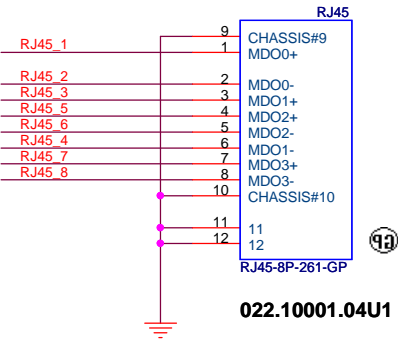 RJ45
9 CHASSIS#9
RJ45_1 1 MDO0+
RJ45_2 2 MDO0-
RJ45_3 3 MDO1+
RJ45_5 4 MDO2+
RJ45_6 5 MDO2-
RJ45_4 6 MDO1-
RJ45_7 7 MDO3+
RJ45_8 8 MDO3-
10 CHASSIS#10
11 11
12 12
GP
RJ45-8P-261-GP
022.10001.04U1